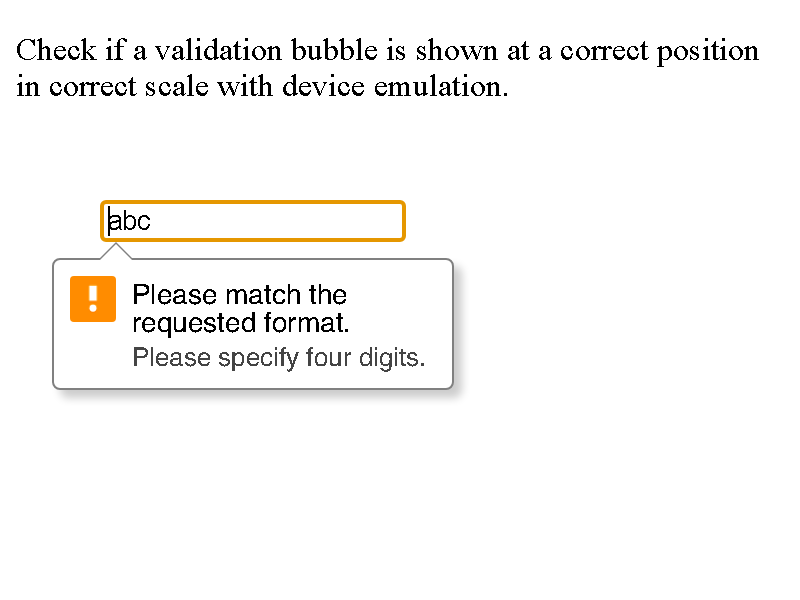 Check if a validation bubble is shown at a correct position
in correct scale with device emulation.
abc
!
Please match the
requested format.
Please specify four digits.